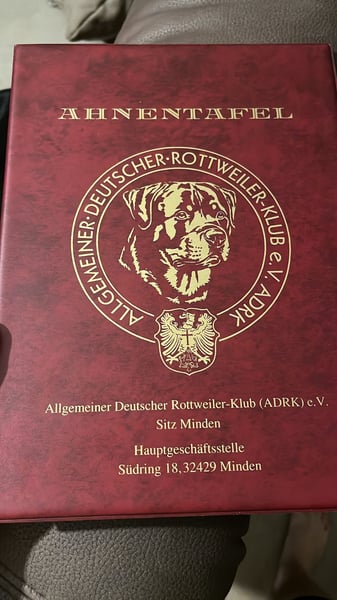 AHNENTAFEL
ALLGEMEINER·DEUTSCHER·ROTTWEILER-KLUB e.V. ADRK
Allgemeiner Deutscher Rottweiler-Klub (ADRK) e.V.
Sitz Minden
Hauptgeschäftsstelle
Südring 18,32429 Minden